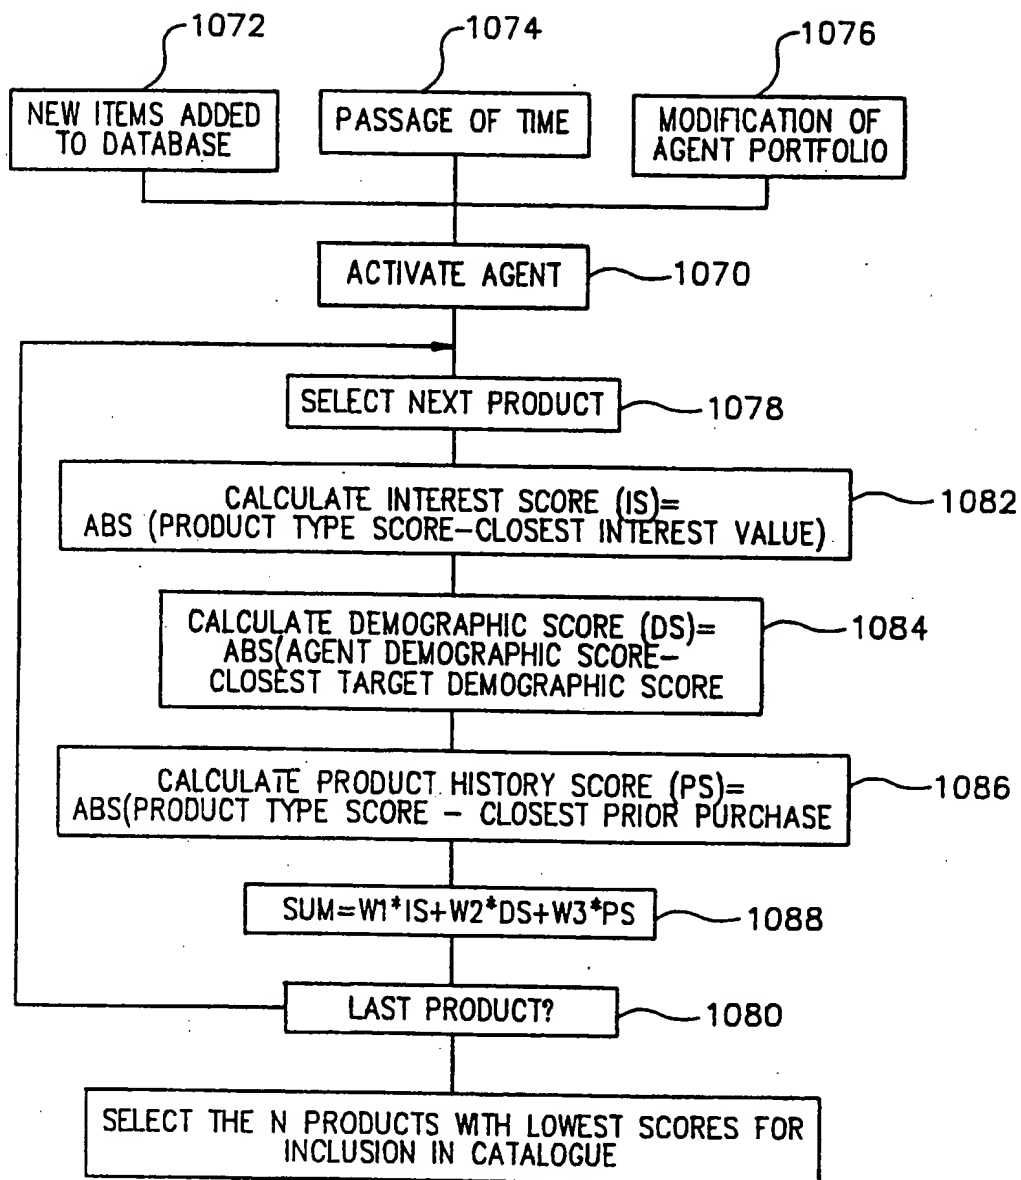 1072
1074
1076
NEW ITEMS ADDED
TO DATABASE
PASSAGE OF TIME
MODIFICATION OF
AGENT PORTFOLIO
ACTIVATE AGENT
1070
SELECT NEXT PRODUCT
1078
CALCULATE INTEREST SCORE (IS)=
ABS (PRODUCT TYPE SCORE-CLOSEST INTEREST VALUE)
1082
CALCULATE DEMOGRAPHIC SCORE (DS)=
ABS(AGENT DEMOGRAPHIC SCORE-
CLOSEST TARGET DEMOGRAPHIC SCORE
1084
CALCULATE PRODUCT HISTORY SCORE (PS)=
ABS(PRODUCT TYPE SCORE - CLOSEST PRIOR PURCHASE
1086
SUM=W1*IS+W2*DS+W3*PS
1088
LAST PRODUCT?
1080
SELECT THE N PRODUCTS WITH LOWEST SCORES FOR
INCLUSION IN CATALOGUE